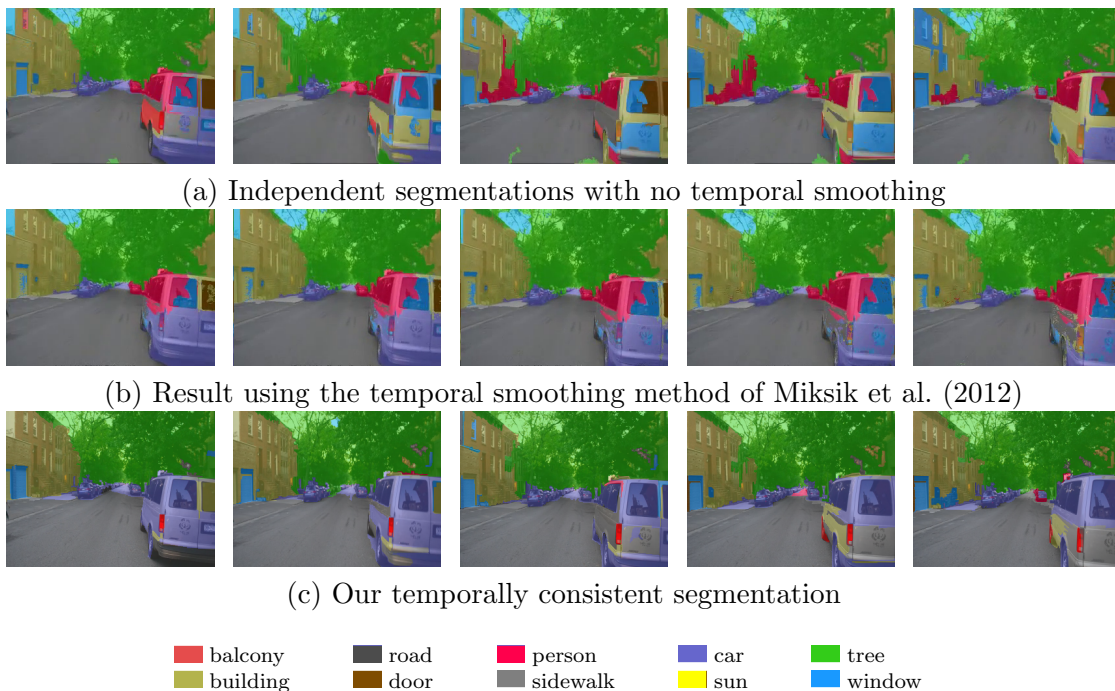 (a) Independent segmentations with no temporal smoothing
(b) Result using the temporal smoothing method of Miksik et al. (2012)
(c) Our temporally consistent segmentation
balcony road person car tree
building door sidewalk sun window